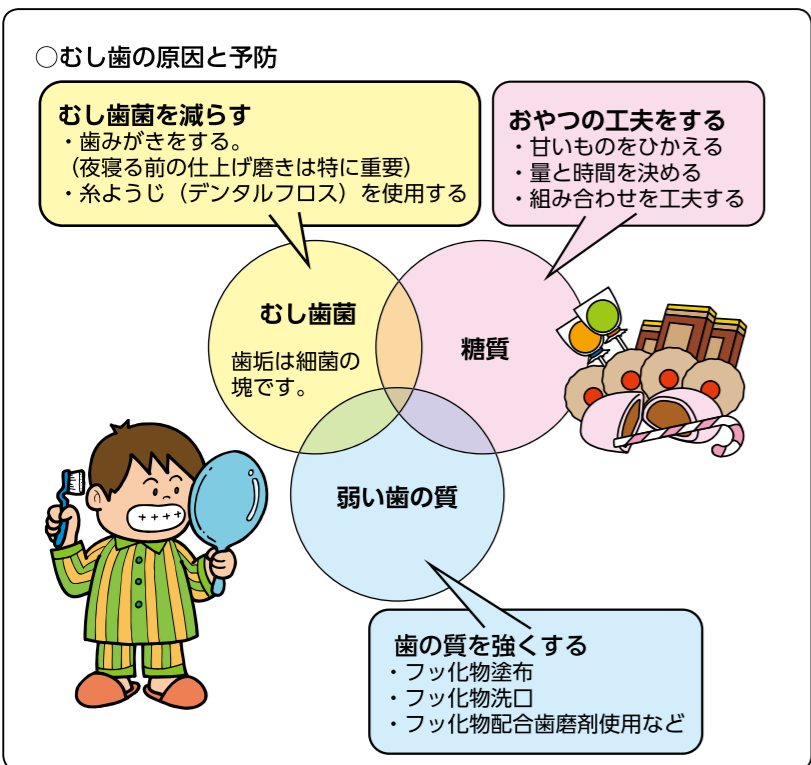 ○むし歯の原因と予防
むし歯菌を減らす
・歯みがきをする。
（夜寝る前の仕上げ磨きは特に重要）
・糸ようじ（デンタルフロス）を使用する
おやつの工夫をする
・甘いものをひかえる
・量と時間を決める
・組み合わせを工夫する
むし歯菌
歯垢は細菌の
塊です。
糖質
弱い歯の質
歯の質を強くする
・フッ化物塗布
・フッ化物洗口
・フッ化物配合歯磨剤使用など